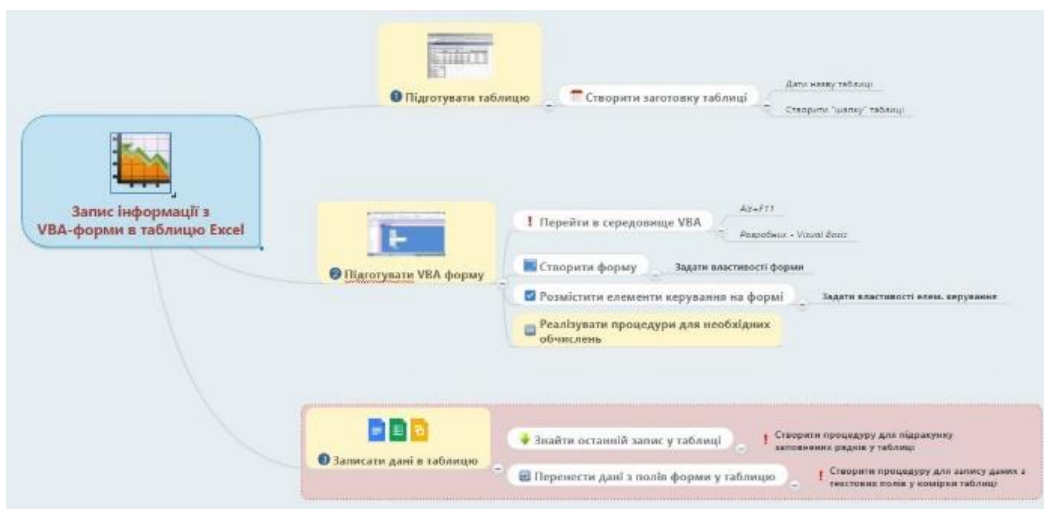 Запис інформації з
VBA-форми в таблицю Excel
1 Підготувати таблицю
Створити заготовку таблиці
Дати назву таблиці
Створити "шапку" таблиці
2 Підготувати VBA форму
! Перейти в середовище VBA
Alt+F11
Розробник - Visual Basic
Створити форму
Задати властивості форми
Розмістити елементи керування на формі
Задати властивості елем. керування
Реалізувати процедури для необхідних
обчислень
3 Записати дані в таблицю
Знайти останній запис у таблиці
! Створити процедуру для підрахунку
заповнених рядків у таблиці
Перенести дані з полів форми у таблицю
! Створити процедуру для запису даних з
текстових полів у комірки таблиці